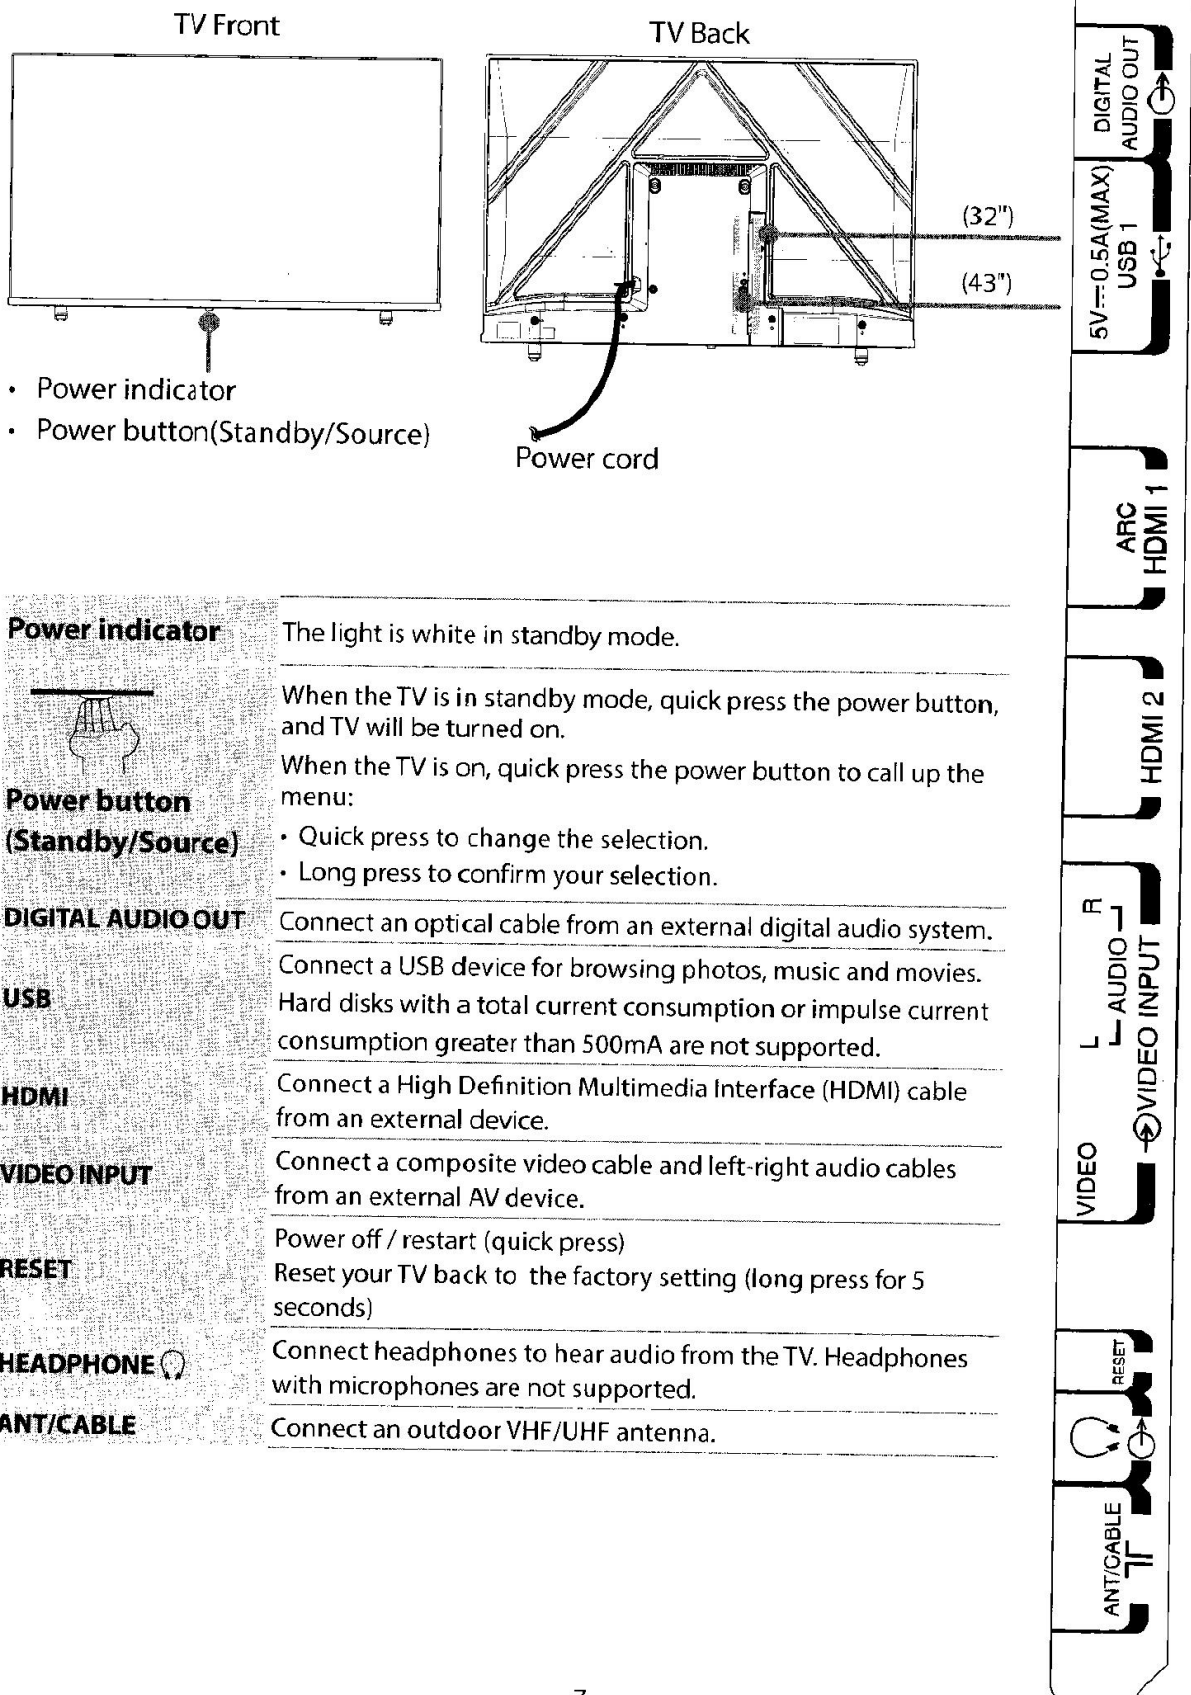 TV Front
TV Back
(32")
(43")
• Power indicator
• Power button(Standby/Source)
Power cord
DIGITAL
AUDIO OUT
5V⎓0.5A(MAX)
USB 1
ARC
HDMI 1
HDMI 2
R
L
AUDIO
VIDEO INPUT
VIDEO
RESET
ANT/CABLE
Power indicator
The light is white in standby mode.
Power button
(Standby/Source)
When the TV is in standby mode, quick press the power button,
and TV will be turned on.
When the TV is on, quick press the power button to call up the
menu:
• Quick press to change the selection.
• Long press to confirm your selection.
DIGITAL AUDIO OUT
Connect an optical cable from an external digital audio system.
USB
Connect a USB device for browsing photos, music and movies.
Hard disks with a total current consumption or impulse current
consumption greater than 500mA are not supported.
HDMI
Connect a High Definition Multimedia Interface (HDMI) cable
from an external device.
VIDEO INPUT
Connect a composite video cable and left-right audio cables
from an external AV device.
RESET
Power off / restart (quick press)
Reset your TV back to the factory setting (long press for 5
seconds)
HEADPHONE
Connect headphones to hear audio from the TV. Headphones
with microphones are not supported.
ANT/CABLE
Connect an outdoor VHF/UHF antenna.